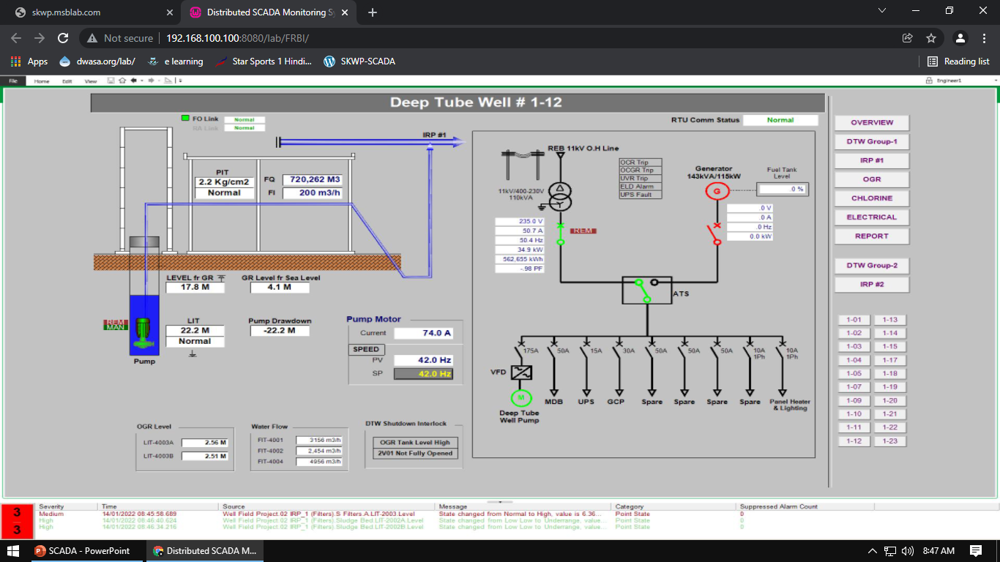 skwp.msblab.com
Distributed SCADA Monitoring Sy
Not secure 192.168.100.100:8080/lab/FRBI/
Apps dwasa.org/lab/ e learning Star Sports 1 Hindi... SKWP-SCADA Reading list
File Home Edit View Engineer1
Deep Tube Well # 1-12
FO Link Normal
RA Link Normal
RTU Comm Status Normal
IRP #1
PIT
2.2 Kg/cm2
Normal
FQ 720,262 M3
FI 200 m3/h
LEVEL fr GR
17.8 M
GR Level fr Sea Level
4.1 M
REM
MAN
LIT
22.2 M
Normal
Pump Drawdown
-22.2 M
Pump
Pump Motor
Current 74.0 A
SPEED
PV 42.0 Hz
SP 42.0 Hz
OGR Level
LIT-4003A 2.56 M
LIT-4003B 2.51 M
Water Flow
FIT-4001 3156 m3/h
FIT-4002 2,454 m3/h
FIT-4004 4956 m3/h
DTW Shutdown Interlock
OGR Tank Level High
2V01 Not Fully Opened
REB 11kV O.H Line
11kV/400-230V
110kVA
OCR Trip
OCGR Trip
UVR Trip
ELD Alarm
UPS Fault
Generator
143kVA/115kW
G
Fuel Tank
Level
.0 %
235.0 V
50.7 A
50.4 Hz
34.9 kW
562,655 kWh
-.98 PF
REM
.0 V
.0 A
.0 Hz
0.0 kW
ATS
175A 50A 15A 30A 50A 50A 50A 10A 1Ph 10A 1Ph
VFD
M
Deep Tube
Well Pump
MDB UPS GCP Spare Spare Spare Spare Panel Heater
& Lighting
OVERVIEW
DTW Group-1
IRP #1
OGR
CHLORINE
ELECTRICAL
REPORT
DTW Group-2
IRP #2
1-01 1-13
1-02 1-14
1-03 1-15
1-04 1-17
1-05 1-18
1-07 1-19
1-09 1-20
1-10 1-21
1-11 1-22
1-12 1-23
3
3
Severity Time Source Message Category Suppressed Alarm Count
Medium 14/01/2022 08:45:58.689 Well Field Project.02 IRP_1 (Filters).S Filters.A.LIT-2003.Level State changed from Normal to High, value is 6.36... Point State 0
High 14/01/2022 08:46:40.624 Well Field Project.02 IRP_1 (Filters).Sludge Bed.LIT-2002A.Level State changed from Low Low to Underrange, value... Point State 0
High 14/01/2022 08:46:34.216 Well Field Project.02 IRP_1 (Filters).Sludge Bed.LIT-2002B.Level State changed from Low Low to Underrange, value... Point State 0
SCADA - PowerPoint Distributed SCADA M... 8:47 AM